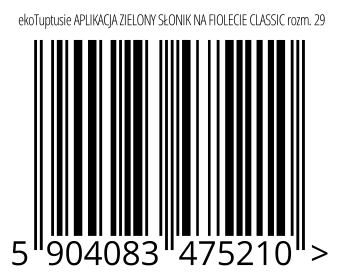 ekoTuptusie APLIKACJA ZIELONY SŁONIK NA FIOLECIE CLASSIC rozm. 29
5 904083 475210 >